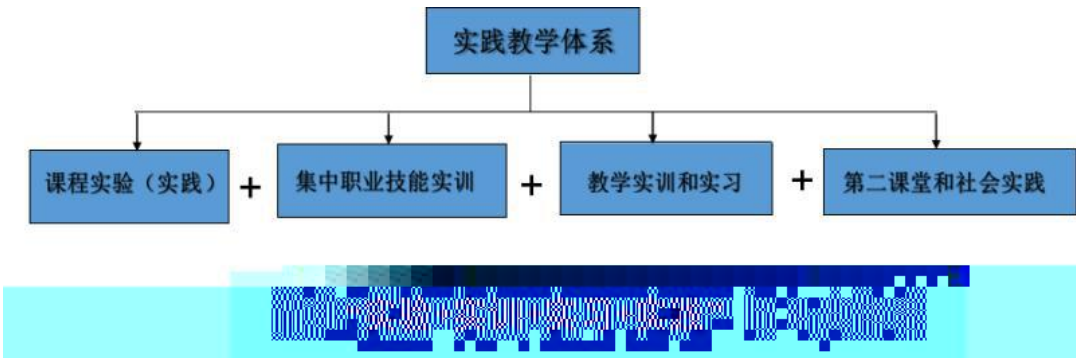 实践教学体系
课程实验（实践）
+
集中职业技能实训
+
教学实训和实习
+
第二课堂和社会实践